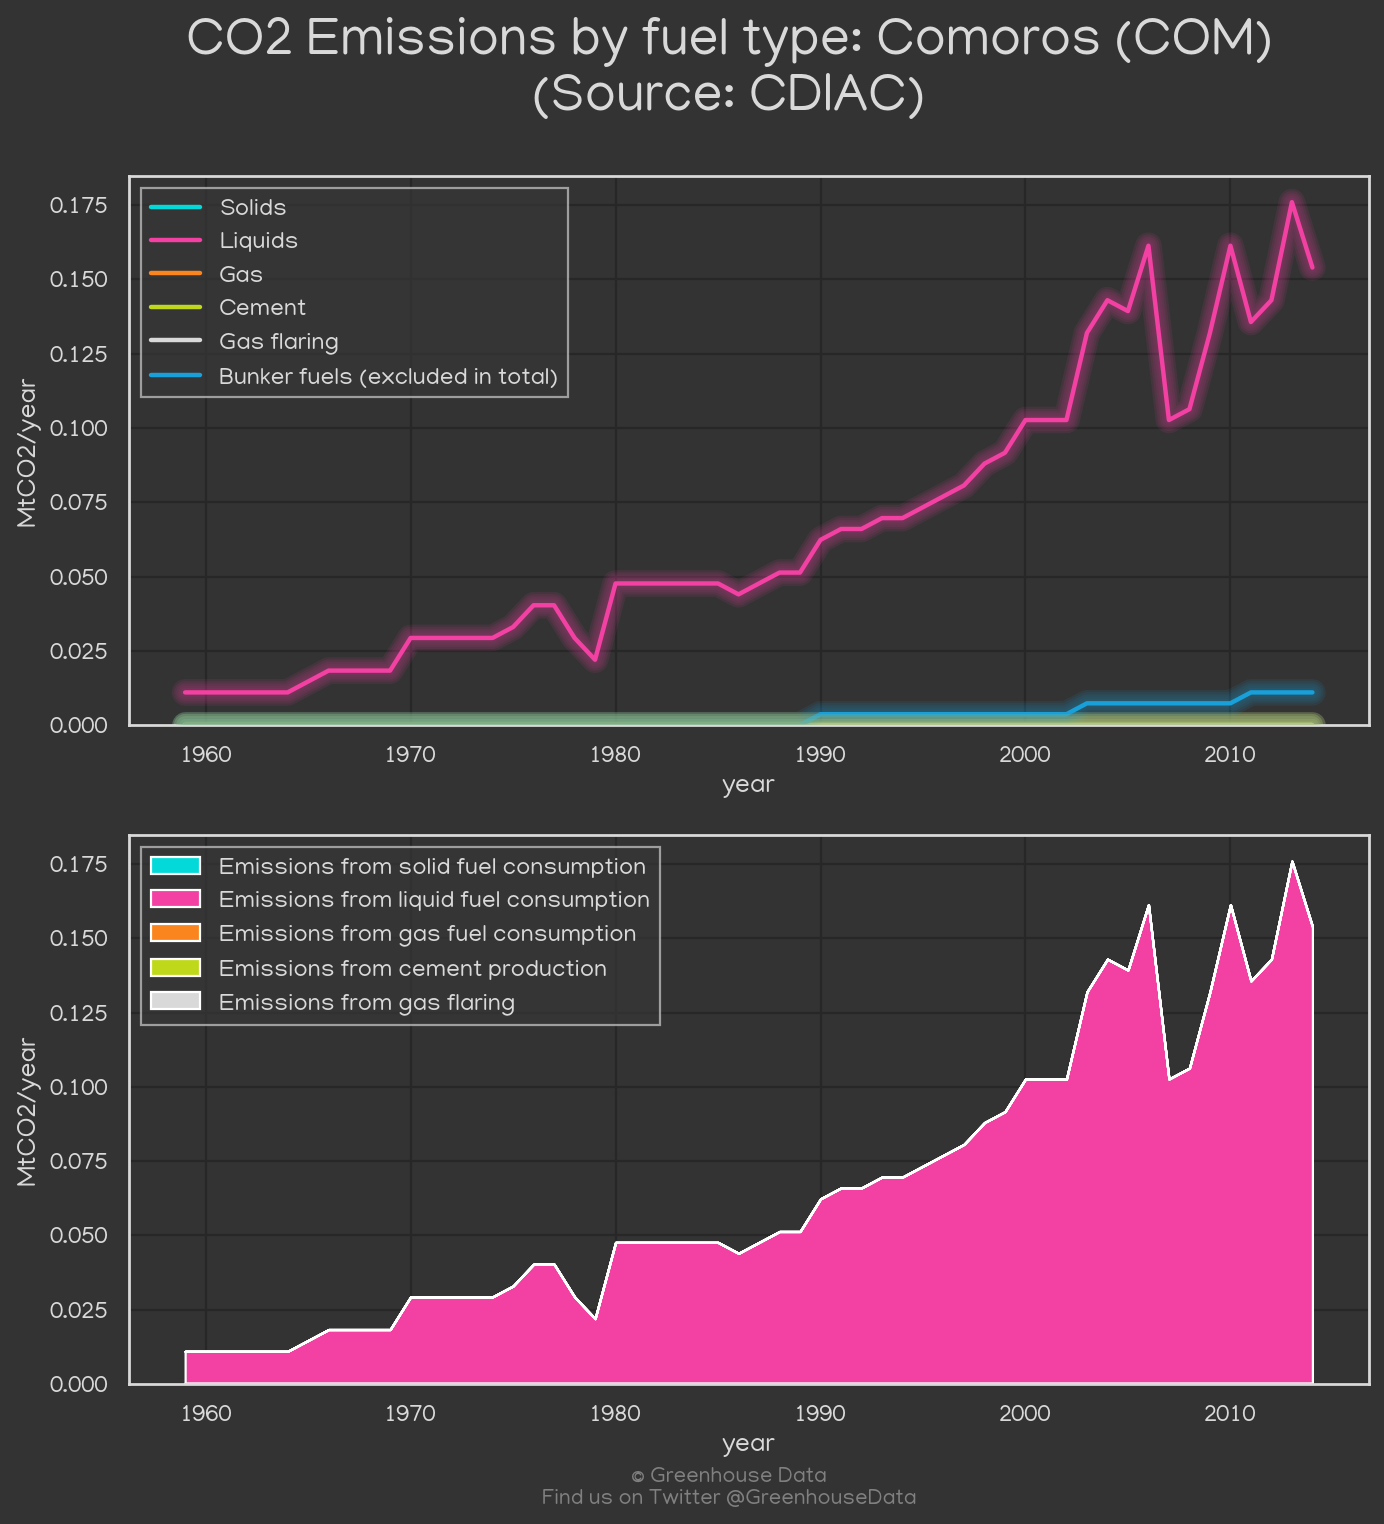 CO2 Emissions by fuel type: Comoros (COM)
(Source: CDIAC)
0.175
0.150
0.125
0.100
0.075
0.050
0.025
0.000
MtCO2/year
Solids
Liquids
Gas
Cement
Gas flaring
Bunker fuels (excluded in total)
1960 1970 1980 1990 2000 2010
year
0.175
0.150
0.125
0.100
0.075
0.050
0.025
0.000
MtCO2/year
Emissions from solid fuel consumption
Emissions from liquid fuel consumption
Emissions from gas fuel consumption
Emissions from cement production
Emissions from gas flaring
1960 1970 1980 1990 2000 2010
year
© Greenhouse Data
Find us on Twitter @GreenhouseData